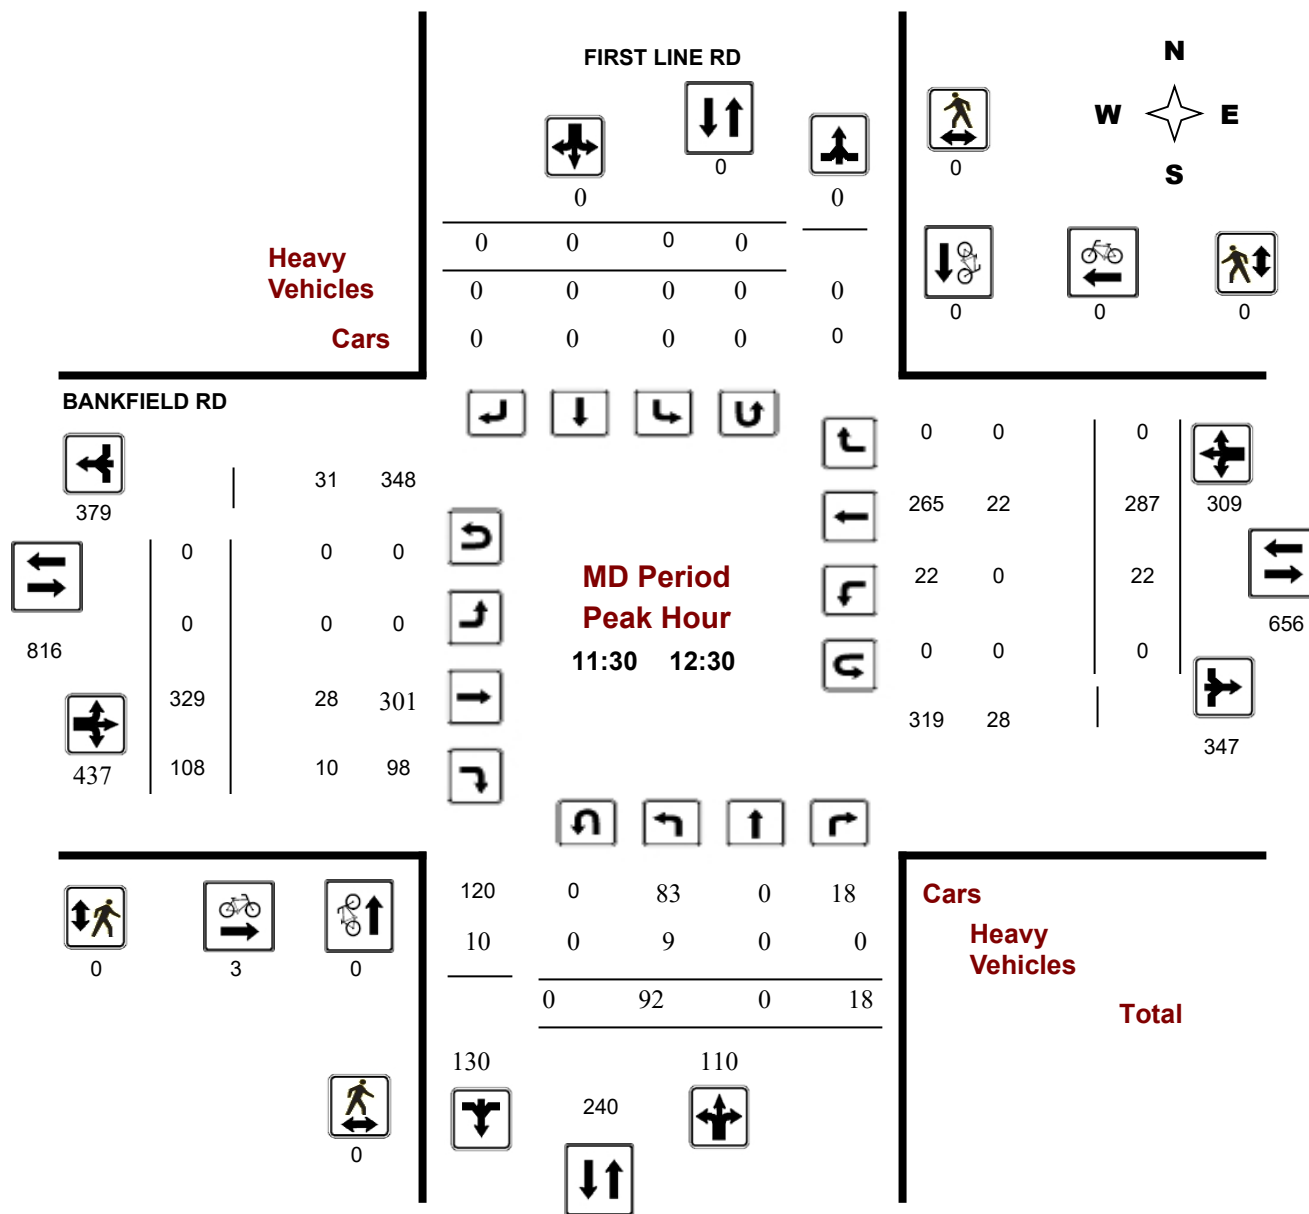 FIRST LINE RD
N
W E
S
0
0
0
0 0
0 0 0 0
Heavy
Vehicles
0 0 0 0 0
0 0 0
Cars
0 0 0 0 0
BANKFIELD RD
0 0 0
31 348
379
265 22 287 309
0 0 0
MD Period
22 0 22
Peak Hour
0 0 0
656
816
11:30 12:30
0 0 0
329 28 301
319 28
347
437
108 10 98
120 0 83 0 18
Cars
10 0 9 0 0
Heavy
Vehicles
0 3 0
0 92 0 18
Total
130 110
240
0